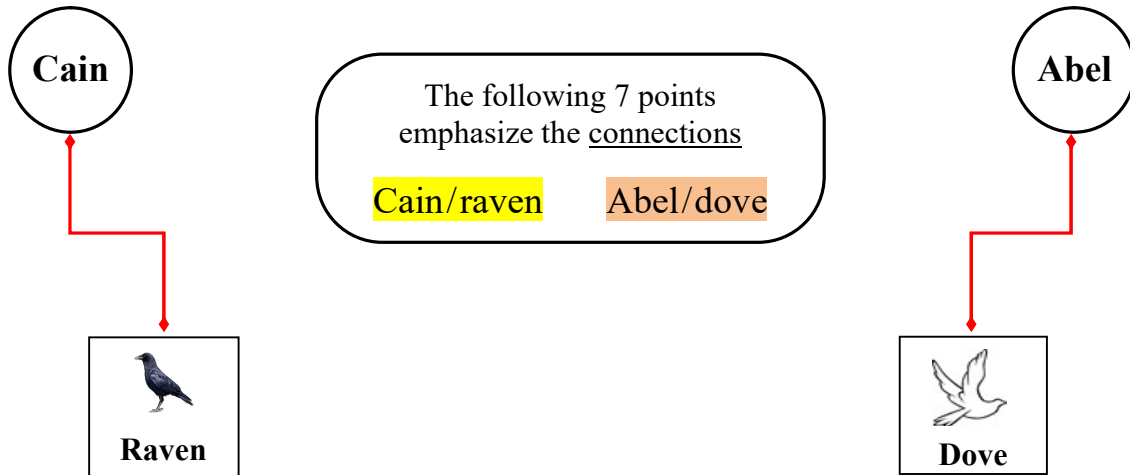 Cain
Abel
The following 7 points
emphasize the connections
Cain/raven
Abel/dove
Raven
Dove